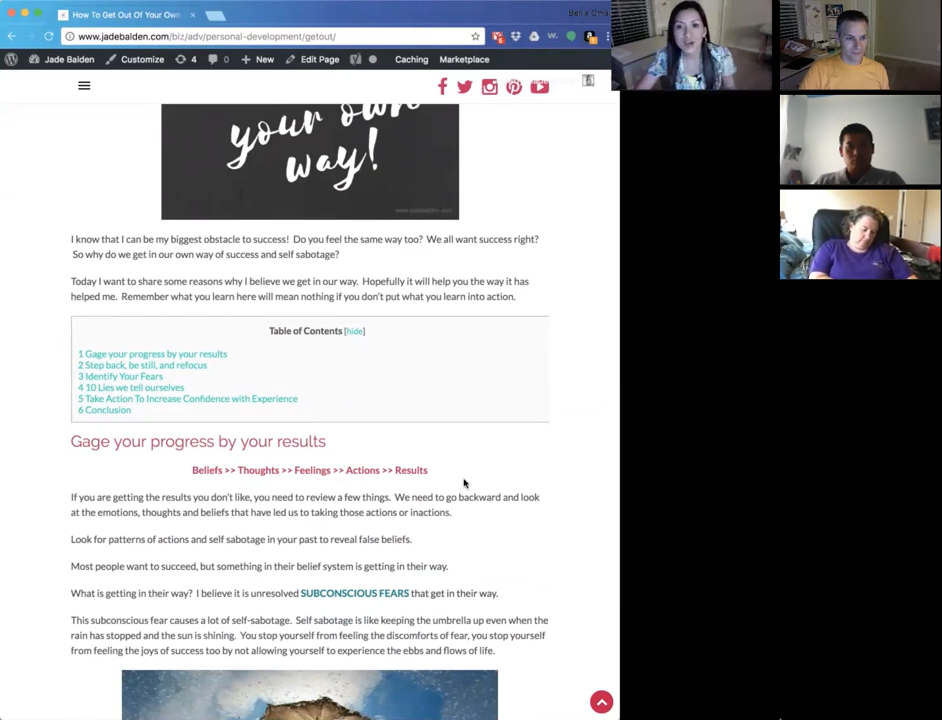 How To Get Out Of Your Own
www.jadebalden.com/biz/adv/personal-development/getout/
Jade Balden Customize 4 0 New Edit Page Caching Marketplace
your own
way!
www.jadebalden.com
I know that I can be my biggest obstacle to success! Do you feel the same way too? We all want success right?
So why do we get in our own way of success and self sabotage?
Today I want to share some reasons why I believe we get in our way. Hopefully it will help you the way it has
helped me. Remember what you learn here will mean nothing if you don't put what you learn into action.
Table of Contents [hide]
1 Gage your progress by your results
2 Step back, be still, and refocus
3 Identify Your Fears
4 10 Lies we tell ourselves
5 Take Action To Increase Confidence with Experience
6 Conclusion
Gage your progress by your results
Beliefs >> Thoughts >> Feelings >> Actions >> Results
If you are getting the results you don't like, you need to review a few things. We need to go backward and look
at the emotions, thoughts and beliefs that have led us to taking those actions or inactions.
Look for patterns of actions and self sabotage in your past to reveal false beliefs.
Most people want to succeed, but something in their belief system is getting in their way.
What is getting in their way? I believe it is unresolved SUBCONSCIOUS FEARS that get in their way.
This subconscious fear causes a lot of self-sabotage. Self sabotage is like keeping the umbrella up even when the
rain has stopped and the sun is shining. You stop yourself from feeling the discomforts of fear, you stop yourself
from feeling the joys of success too by not allowing yourself to experience the ebbs and flows of life.